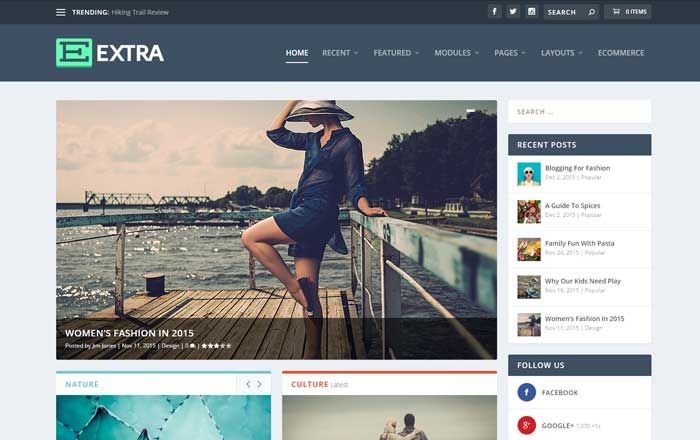 TRENDING: Hiking Trail Review
SEARCH
0 ITEMS
E EXTRA
HOME RECENT FEATURED MODULES PAGES LAYOUTS ECOMMERCE
WOMEN'S FASHION IN 2015
Posted by Jim Jones | Nov 11, 2015 | Design | 0 |
NATURE
CULTURE Latest
SEARCH ...
RECENT POSTS
Blogging For Fashion
Dec 2, 2015 | Popular
A Guide To Spices
Dec 2, 2015 | Popular
Family Fun With Pasta
Nov 24, 2015 | Popular
Why Our Kids Need Play
Nov 18, 2015 | Popular
Women's Fashion In 2015
Nov 11, 2015 | Design
FOLLOW US
f FACEBOOK
g+ GOOGLE+ 7,070 +1s